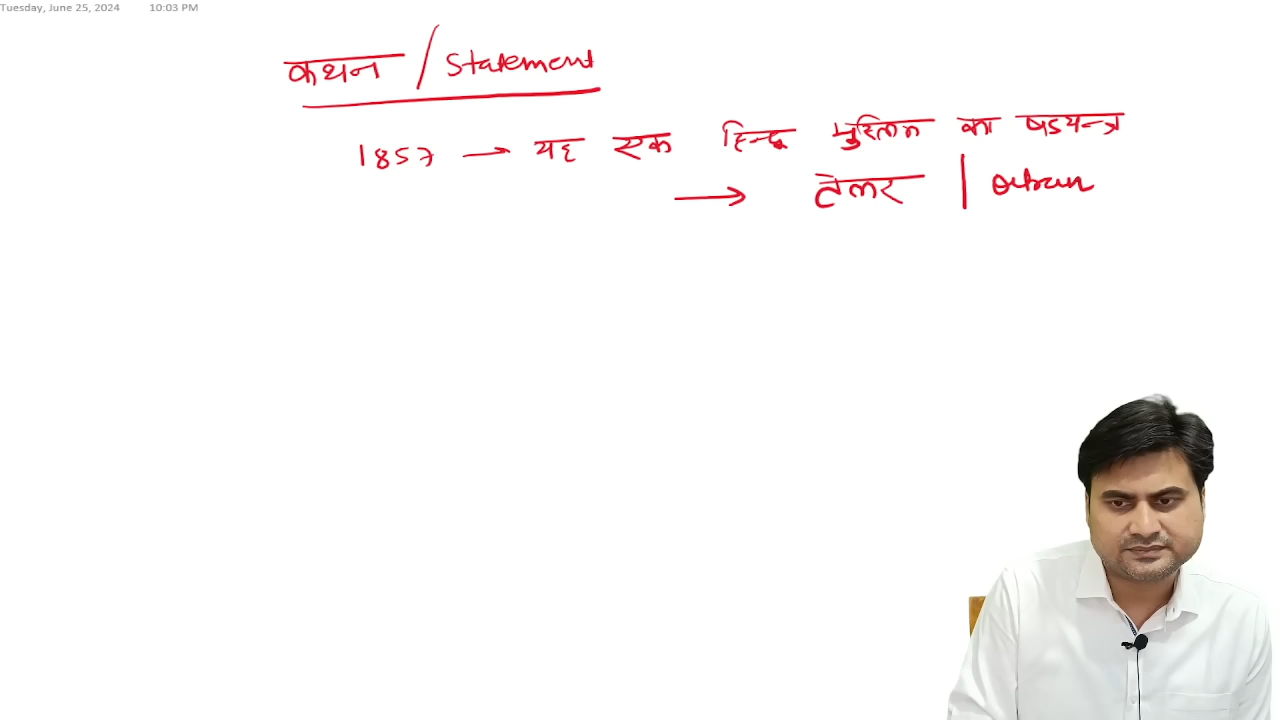 Tuesday, June 25, 2024 10:03 PM
कथन / Statement
1857 → यह एक हिन्दू मुस्लिम का षडयन्त्र
→ टेलर | Outram